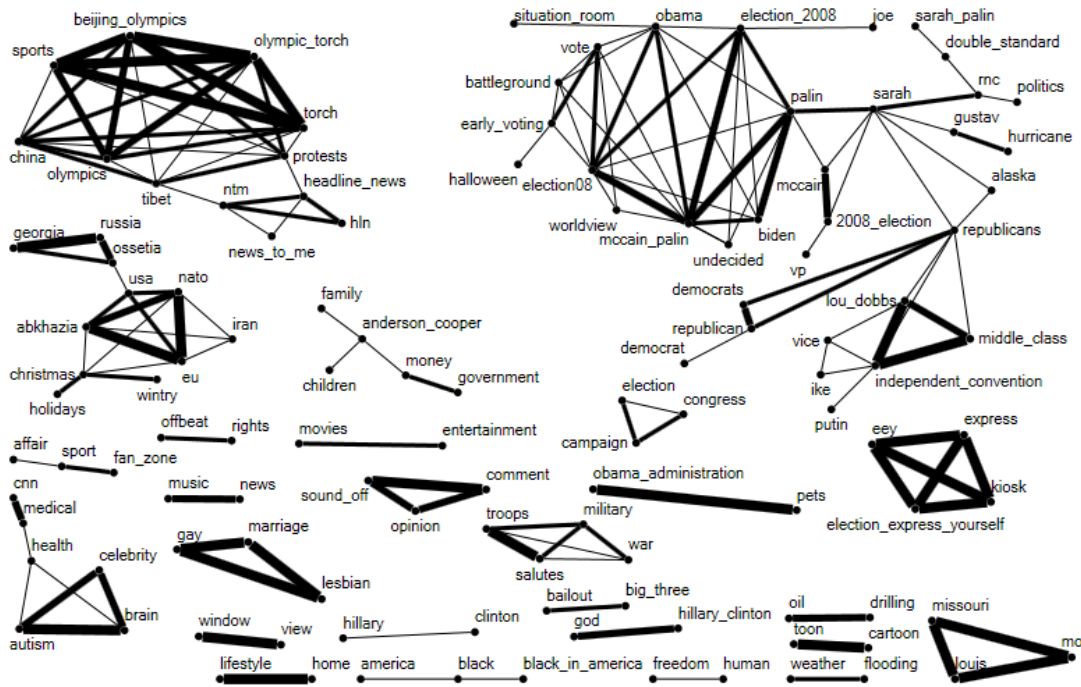 beijing_olympics
sports
olympic_torch
torch
china
olympics
protests
tibet
headline_news
ntm
hln
news_to_me
situation_room
obama
election_2008
joe
sarah_palin
vote
double_standard
battleground
rnc
palin
sarah
politics
early_voting
gustav
hurricane
halloween
election08
mccain
alaska
worldview
mccain_palin
biden
2008_election
republicans
undecided
vp
russia
georgia
ossetia
usa
nato
abkhazia
iran
christmas
eu
wintry
holidays
family
anderson_cooper
children
money
government
democrats
republican
democrat
lou_dobbs
vice
middle_class
ike
independent_convention
putin
election
congress
campaign
offbeat
rights
movies
entertainment
affair
sport
fan_zone
eey
express
kiosk
election_express_yourself
cnn
medical
music
news
sound_off
comment
opinion
obama_administration
pets
health
celebrity
gay
marriage
lesbian
troops
military
war
salutes
autism
brain
window
view
hillary
clinton
bailout
big_three
god
hillary_clinton
oil
drilling
toon
cartoon
missouri
mo
louis
lifestyle
home
america
black
black_in_america
freedom
human
weather
flooding